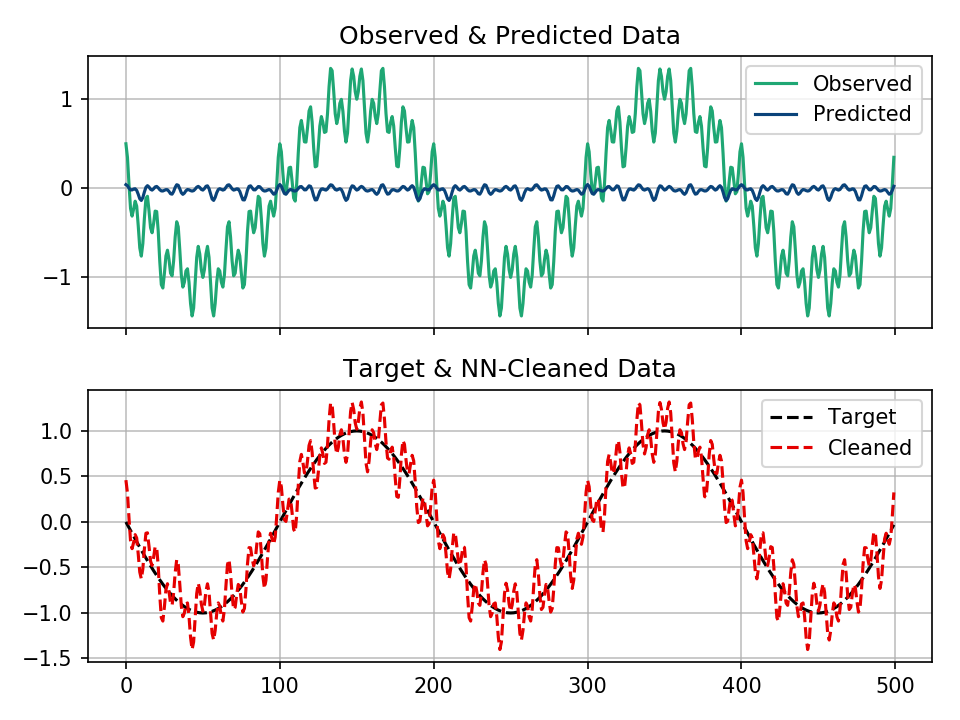 Observed & Predicted Data
1
0
−1
Observed
Predicted
Target & NN-Cleaned Data
1.0
0.5
0.0
−0.5
−1.0
−1.5
Target
Cleaned
0 100 200 300 400 500